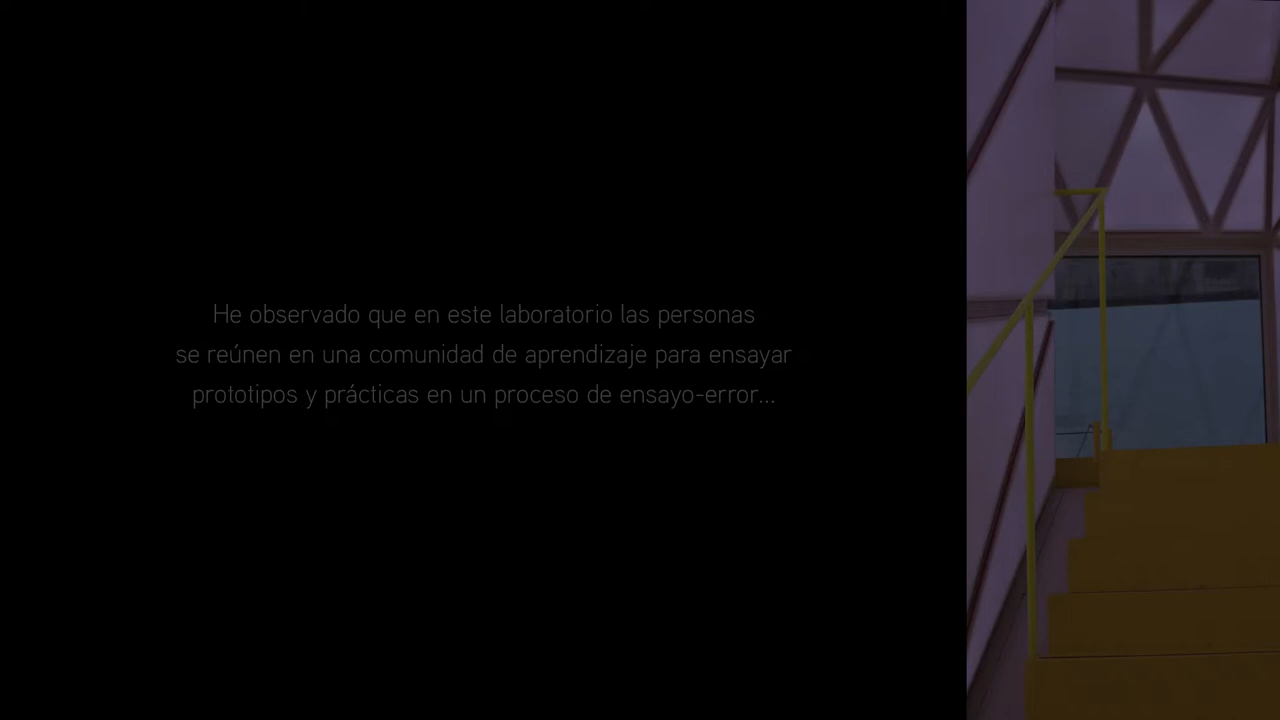 He observado que en este laboratorio las personas
se reúnen en una comunidad de aprendizaje para ensayar
prototipos y prácticas en un proceso de ensayo-error...